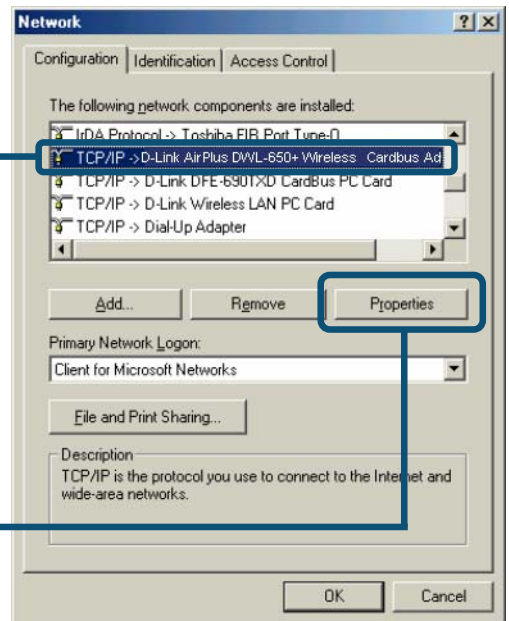 Network
Configuration Identification Access Control
The following network components are installed:
IrDA Protocol -> Toshiba FIR Port Type-0
TCP/IP ->D-Link AirPlus DWL-650+ Wireless Cardbus Ad
TCP/IP -> D-Link DFE-690TXD CardBus PC Card
TCP/IP -> D-Link Wireless LAN PC Card
TCP/IP -> Dial-Up Adapter
Add... Remove Properties
Primary Network Logon:
Client for Microsoft Networks
File and Print Sharing...
Description
TCP/IP is the protocol you use to connect to the Internet and
wide-area networks.
OK Cancel